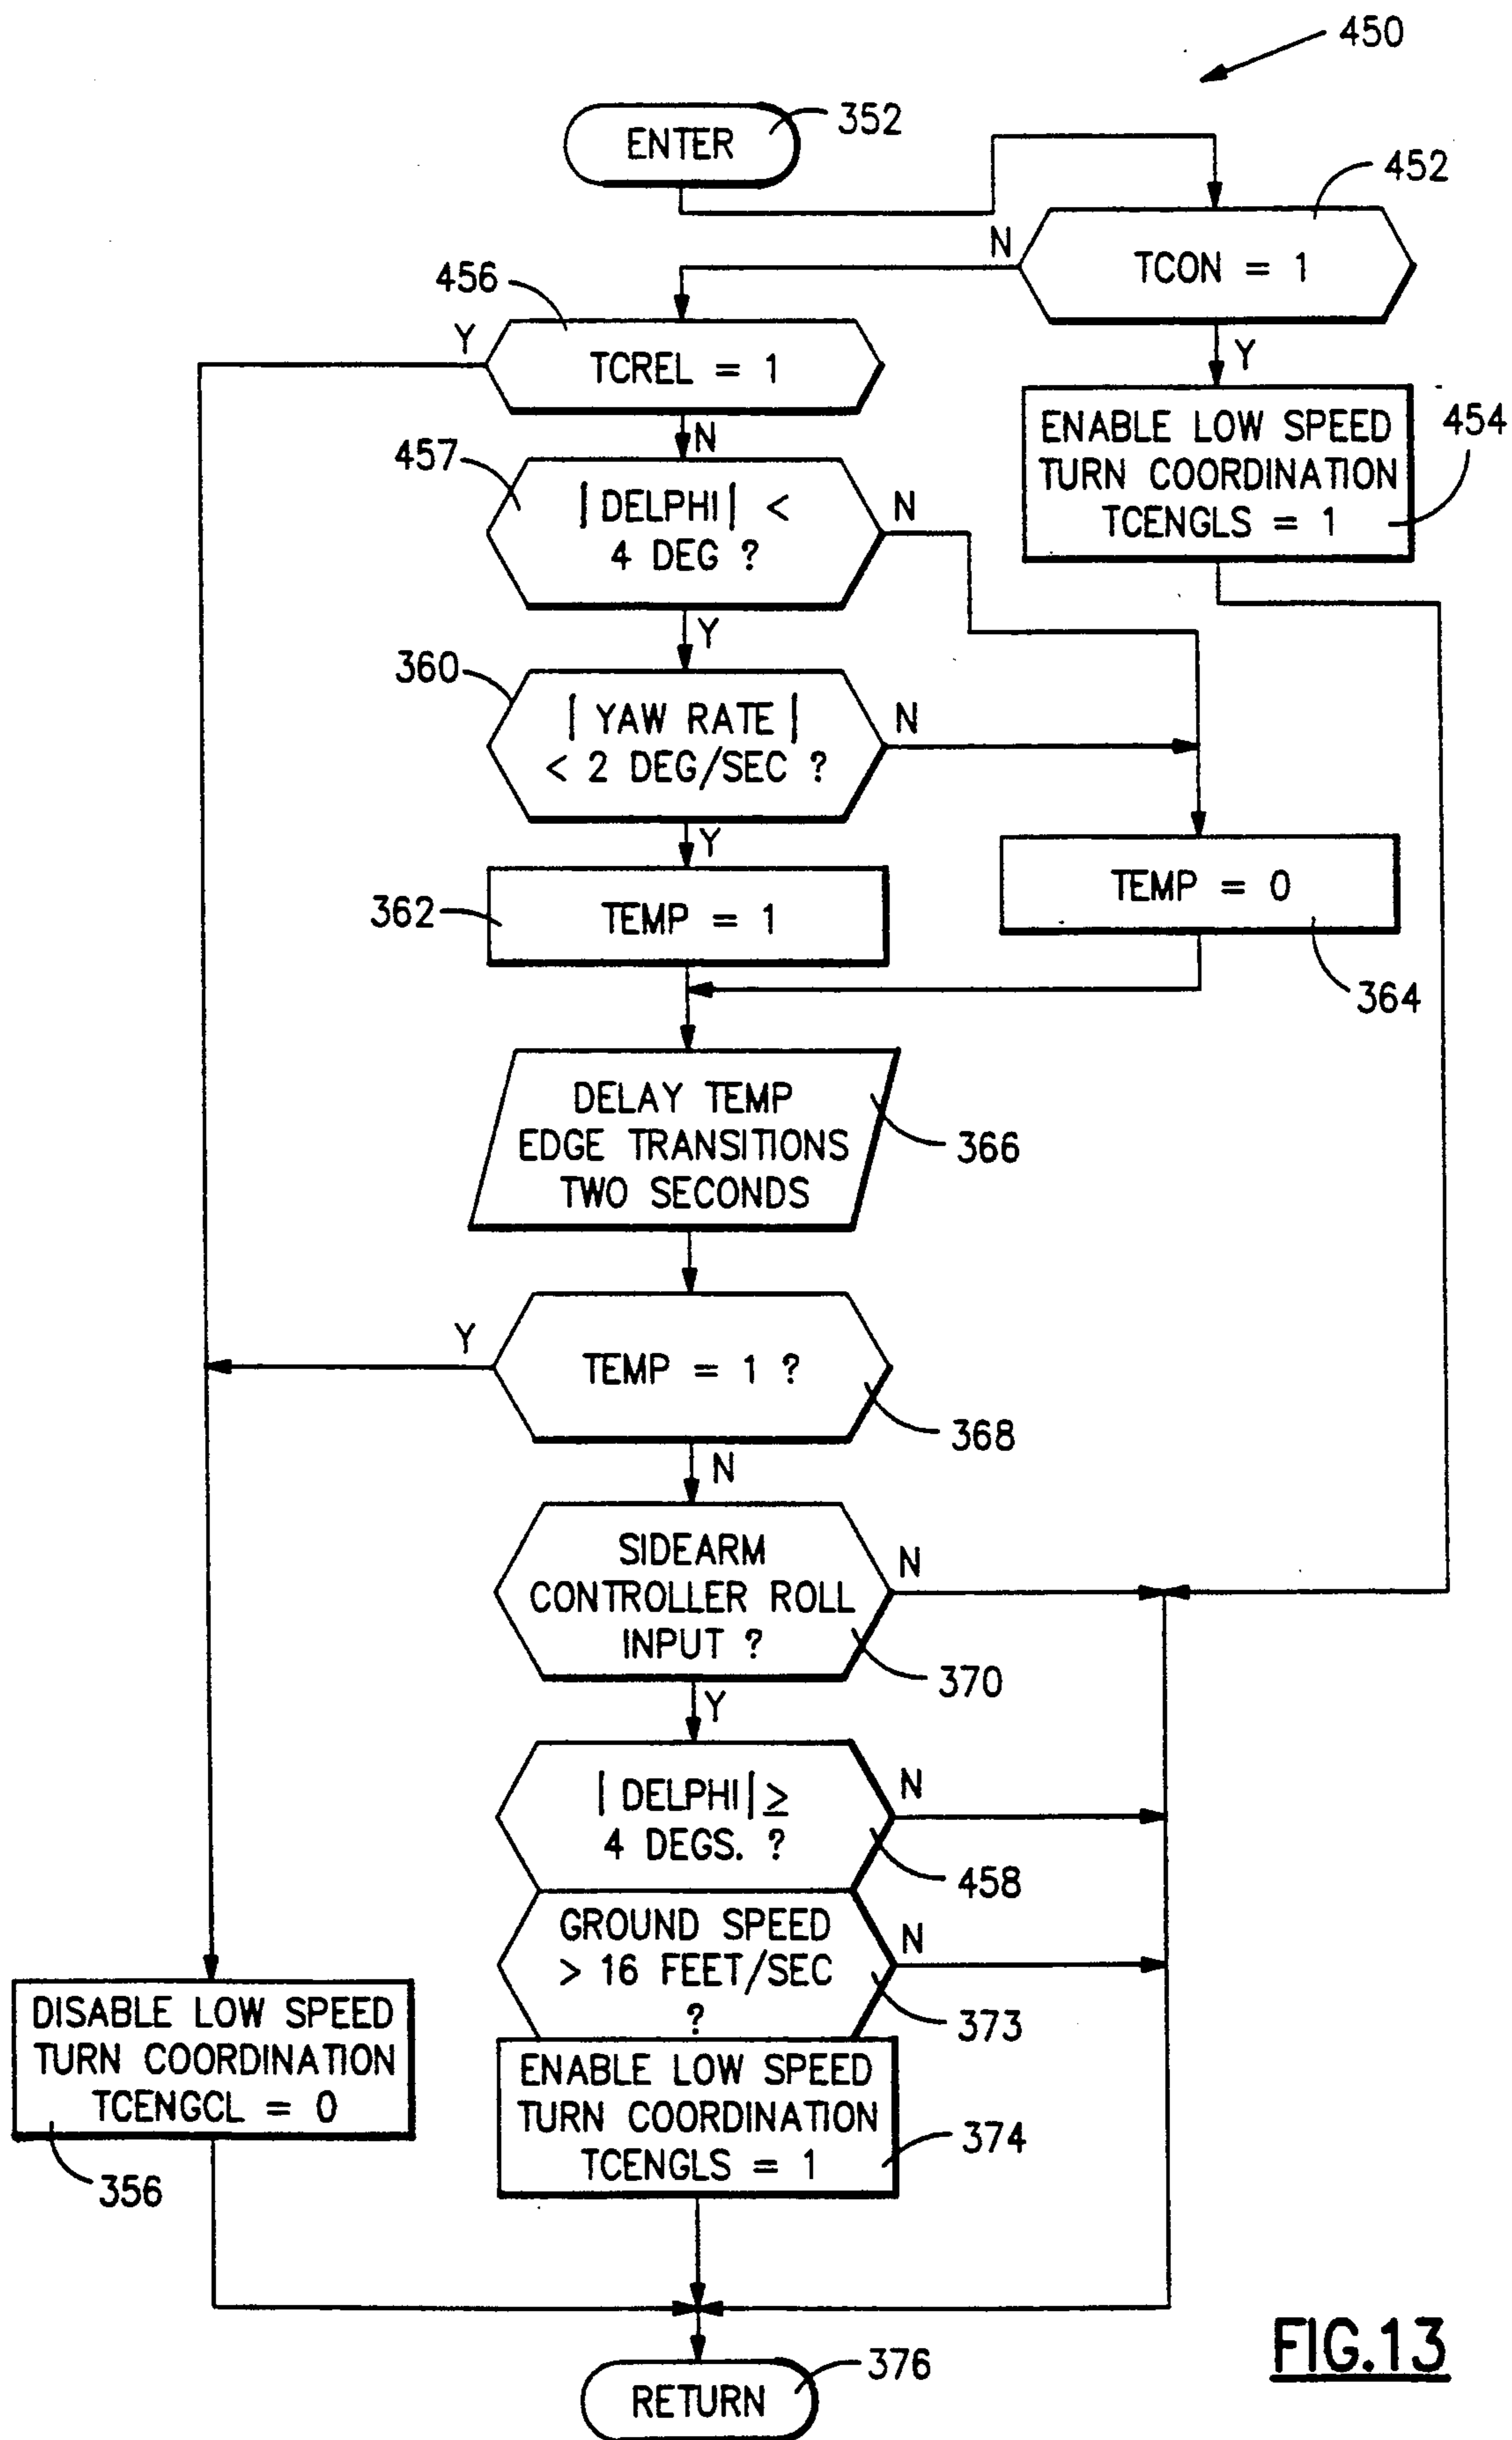 450
ENTER
352
452
N
TCON = 1
456
Y
TCREL = 1
Y
N
ENABLE LOW SPEED
TURN COORDINATION
TCENGLS = 1
454
457
| DELPHI | <
4 DEG ?
N
Y
360
| YAW RATE |
< 2 DEG/SEC ?
N
Y
362
TEMP = 1
TEMP = 0
364
DELAY TEMP
EDGE TRANSITIONS
TWO SECONDS
366
Y
TEMP = 1 ?
368
N
SIDEARM
CONTROLLER ROLL
INPUT ?
N
370
Y
| DELPHI | ≥
4 DEGS. ?
N
458
GROUND SPEED
> 16 FEET/SEC
?
N
373
DISABLE LOW SPEED
TURN COORDINATION
TCENGCL = 0
356
ENABLE LOW SPEED
TURN COORDINATION
TCENGLS = 1
374
376
RETURN
FIG.13